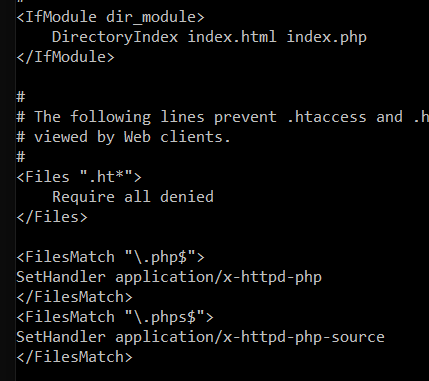 <IfModule dir_module>
    DirectoryIndex index.html index.php
</IfModule>
#
# The following lines prevent .htaccess and
# viewed by Web clients.
#
<Files ".ht*">
    Require all denied
</Files>
<FilesMatch "\.php$">
SetHandler application/x-httpd-php
</FilesMatch>
<FilesMatch "\.phps$">
SetHandler application/x-httpd-php-source
</FilesMatch>